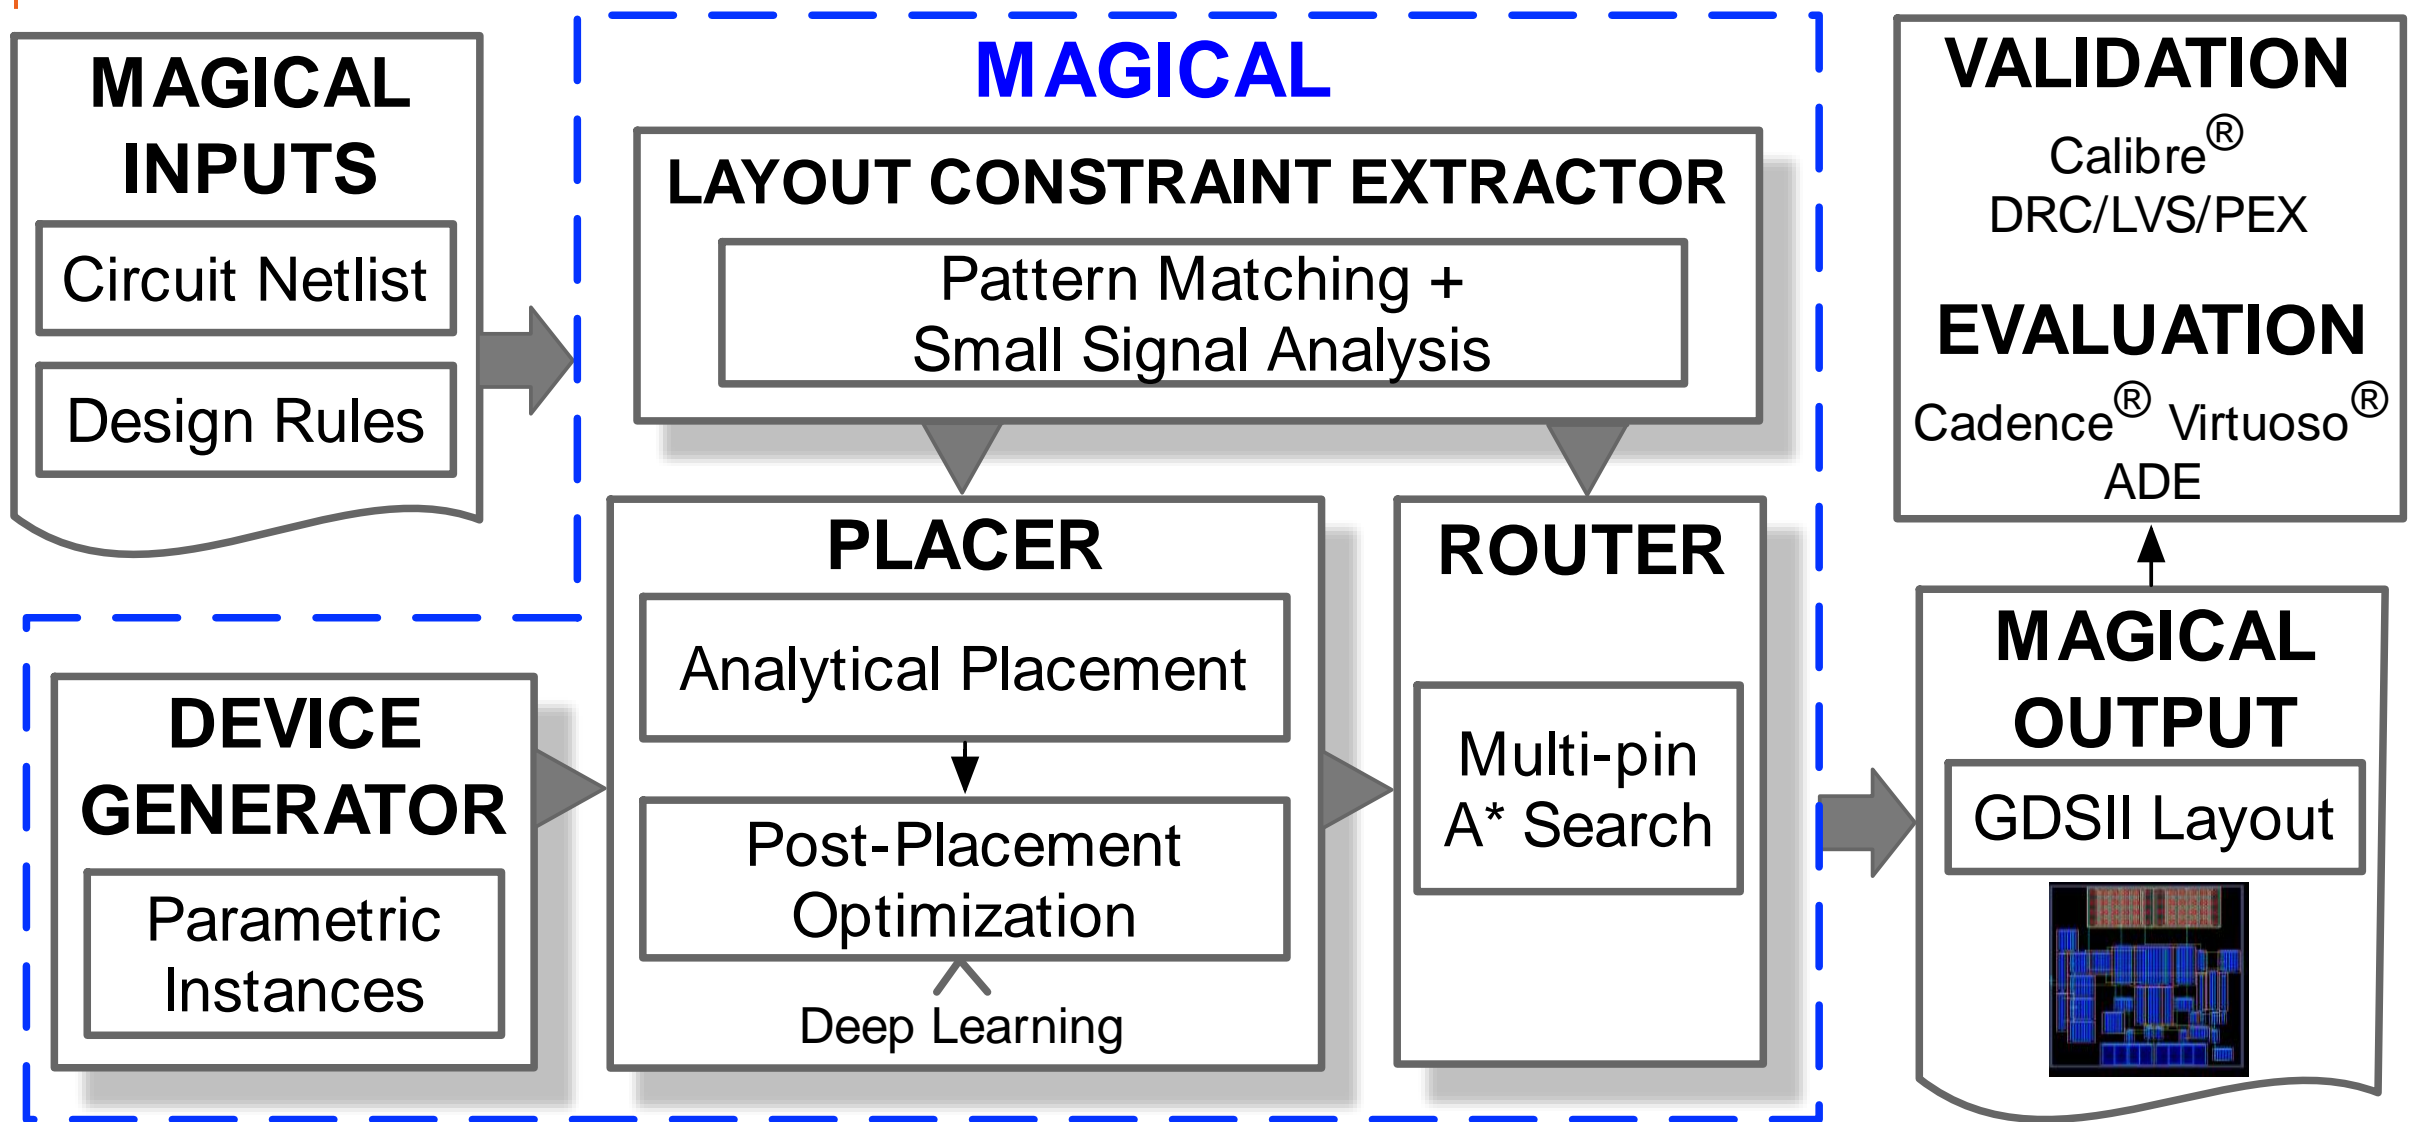 MAGICAL
INPUTS
Circuit Netlist
Design Rules
MAGICAL
LAYOUT CONSTRAINT EXTRACTOR
Pattern Matching +
Small Signal Analysis
DEVICE
GENERATOR
Parametric
Instances
PLACER
Analytical Placement
Post-Placement
Optimization
Deep Learning
ROUTER
Multi-pin
A* Search
VALIDATION
Calibre®
DRC/LVS/PEX
EVALUATION
Cadence® Virtuoso®
ADE
MAGICAL
OUTPUT
GDSII Layout